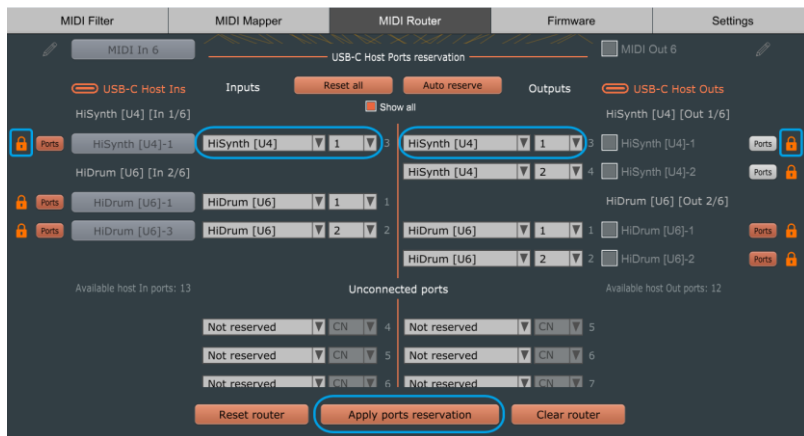 MIDI Filter MIDI Mapper MIDI Router Firmware Settings
MIDI In 6 USB-C Host Ports reservation MIDI Out 6
USB-C Host Ins Inputs Reset all Auto reserve Outputs USB-C Host Outs
HiSynth [U4] [In 1/6] Show all HiSynth [U4] [Out 1/6]
Ports HiSynth [U4]-1 HiSynth [U4] 1 3 HiSynth [U4] 1 3 HiSynth [U4]-1 Ports
HiDrum [U6] [In 2/6] HiSynth [U4] 2 4 HiSynth [U4]-2 Ports
Ports HiDrum [U6]-1 HiDrum [U6] 1 1 HiDrum [U6] [Out 2/6]
Ports HiDrum [U6]-3 HiDrum [U6] 2 2 HiDrum [U6] 1 1 HiDrum [U6]-1 Ports
HiDrum [U6] 2 2 HiDrum [U6]-2 Ports
Available host In ports: 13 Unconnected ports Available host Out ports: 12
Not reserved CN 4 Not reserved CN 5
Not reserved CN 5 Not reserved CN 6
Not reserved CN 6 Not reserved CN 7
Reset router Apply ports reservation Clear router